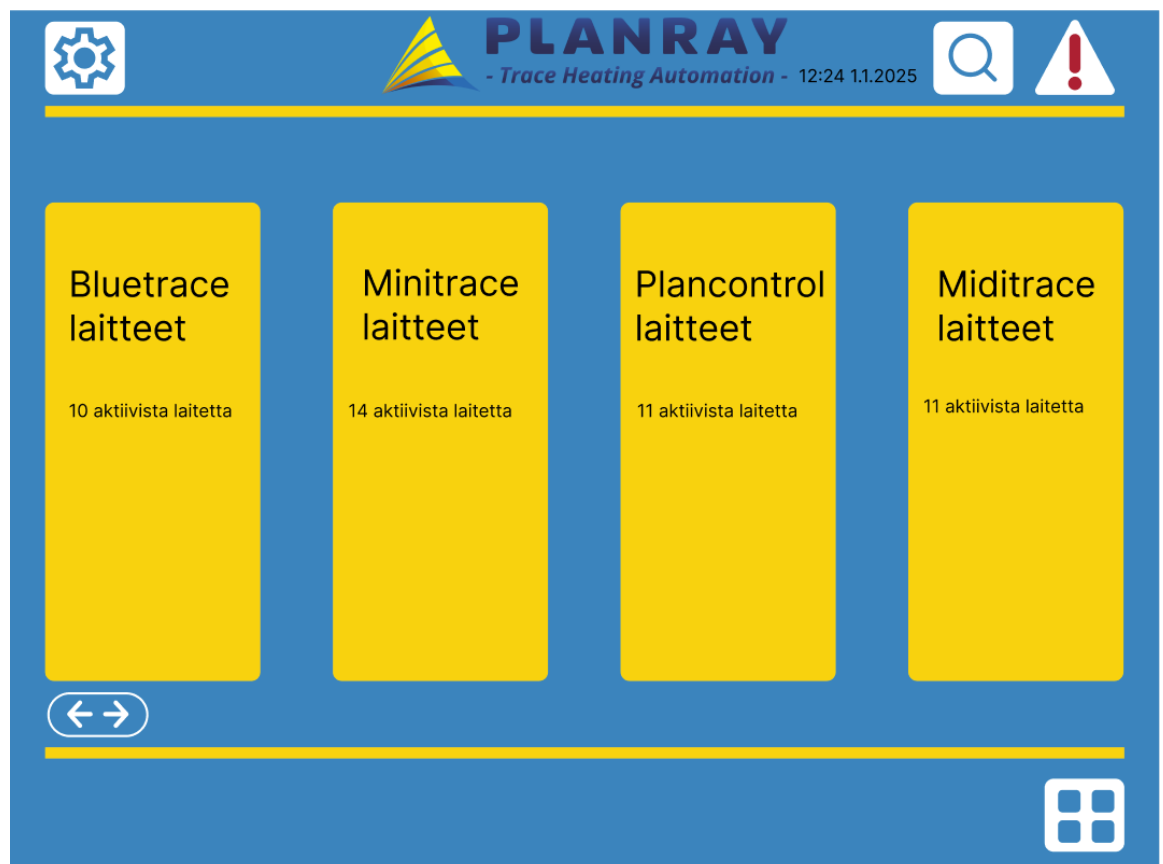 PLANRAY
- Trace Heating Automation -
12:24 1.1.2025
Bluetrace
laitteet
10 aktiivista laitetta
Minitrace
laitteet
14 aktiivista laitetta
Plancontrol
laitteet
11 aktiivista laitetta
Miditrace
laitteet
11 aktiivista laitetta